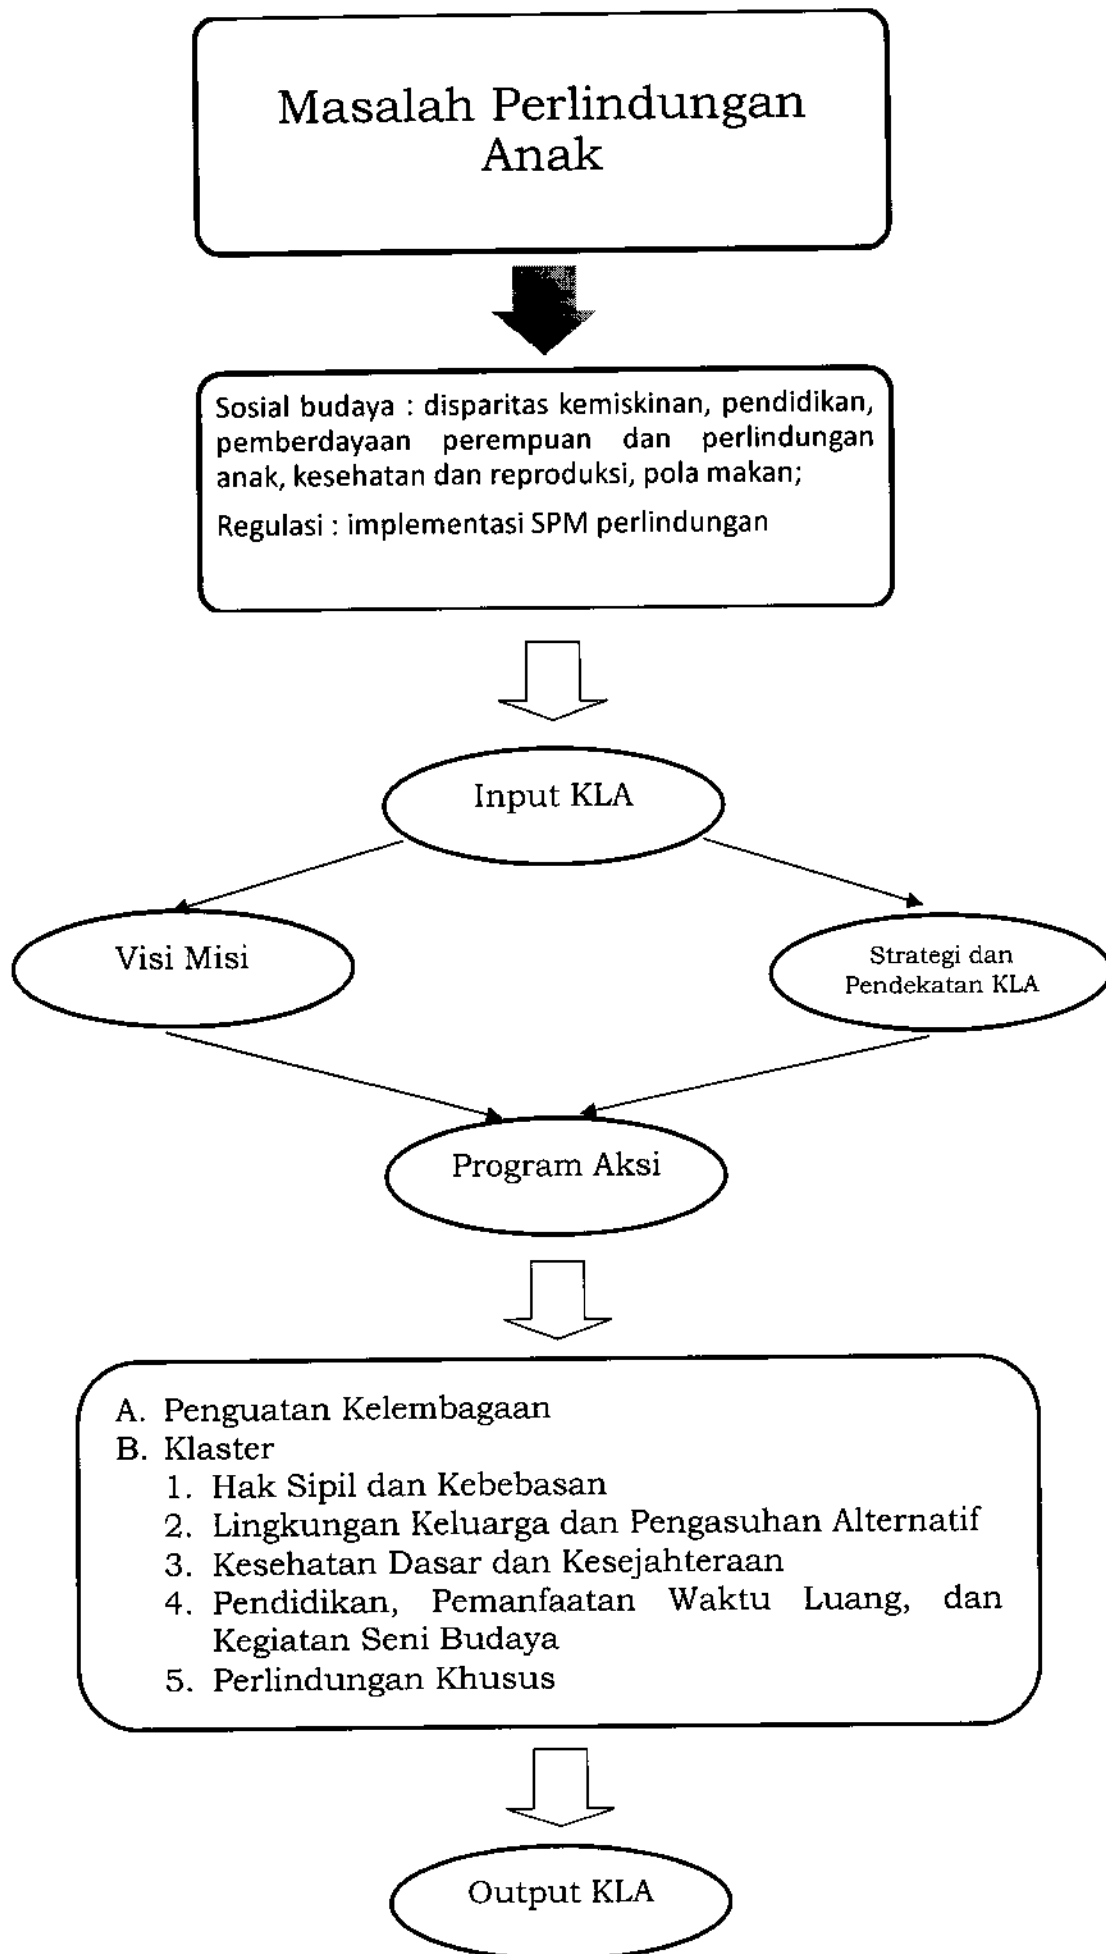 Masalah Perlindungan
Anak
Sosial budaya : disparitas kemiskinan, pendidikan,
pemberdayaan perempuan dan perlindungan
anak, kesehatan dan reproduksi, pola makan;
Regulasi : implementasi SPM perlindungan
Input KLA
Visi Misi
Strategi dan
Pendekatan KLA
Program Aksi
A. Penguatan Kelembagaan
B. Klaster
1. Hak Sipil dan Kebebasan
2. Lingkungan Keluarga dan Pengasuhan Alternatif
3. Kesehatan Dasar dan Kesejahteraan
4. Pendidikan, Pemanfaatan Waktu Luang, dan
Kegiatan Seni Budaya
5. Perlindungan Khusus
Output KLA